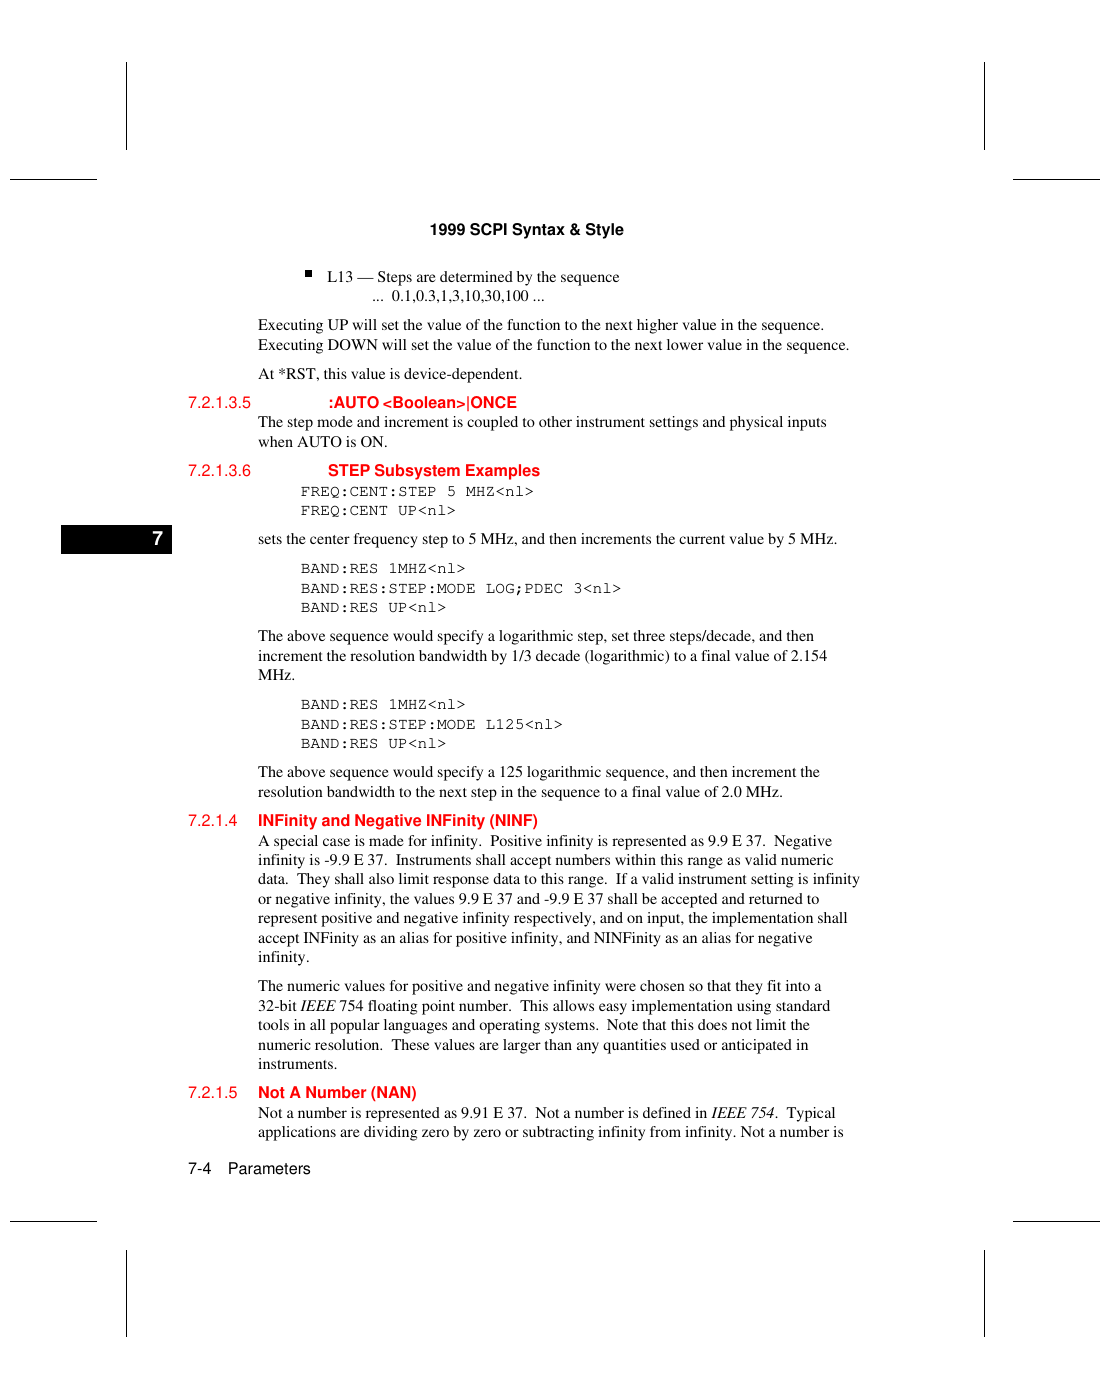 1999 SCPI Syntax & Style
■ L13 — Steps are determined by the sequence
... 0.1,0.3,1,3,10,30,100 ...
Executing UP will set the value of the function to the next higher value in the sequence.
Executing DOWN will set the value of the function to the next lower value in the sequence.
At *RST, this value is device-dependent.
7.2.1.3.5 :AUTO <Boolean>|ONCE
The step mode and increment is coupled to other instrument settings and physical inputs
when AUTO is ON.
7.2.1.3.6 STEP Subsystem Examples
FREQ:CENT:STEP 5 MHZ<nl>
FREQ:CENT UP<nl>
7
sets the center frequency step to 5 MHz, and then increments the current value by 5 MHz.
BAND:RES 1MHZ<nl>
BAND:RES:STEP:MODE LOG;PDEC 3<nl>
BAND:RES UP<nl>
The above sequence would specify a logarithmic step, set three steps/decade, and then
increment the resolution bandwidth by 1/3 decade (logarithmic) to a final value of 2.154
MHz.
BAND:RES 1MHZ<nl>
BAND:RES:STEP:MODE L125<nl>
BAND:RES UP<nl>
The above sequence would specify a 125 logarithmic sequence, and then increment the
resolution bandwidth to the next step in the sequence to a final value of 2.0 MHz.
7.2.1.4 INFinity and Negative INFinity (NINF)
A special case is made for infinity. Positive infinity is represented as 9.9 E 37. Negative
infinity is -9.9 E 37. Instruments shall accept numbers within this range as valid numeric
data. They shall also limit response data to this range. If a valid instrument setting is infinity
or negative infinity, the values 9.9 E 37 and -9.9 E 37 shall be accepted and returned to
represent positive and negative infinity respectively, and on input, the implementation shall
accept INFinity as an alias for positive infinity, and NINFinity as an alias for negative
infinity.
The numeric values for positive and negative infinity were chosen so that they fit into a
32-bit IEEE 754 floating point number. This allows easy implementation using standard
tools in all popular languages and operating systems. Note that this does not limit the
numeric resolution. These values are larger than any quantities used or anticipated in
instruments.
7.2.1.5 Not A Number (NAN)
Not a number is represented as 9.91 E 37. Not a number is defined in IEEE 754. Typical
applications are dividing zero by zero or subtracting infinity from infinity. Not a number is
7-4 Parameters